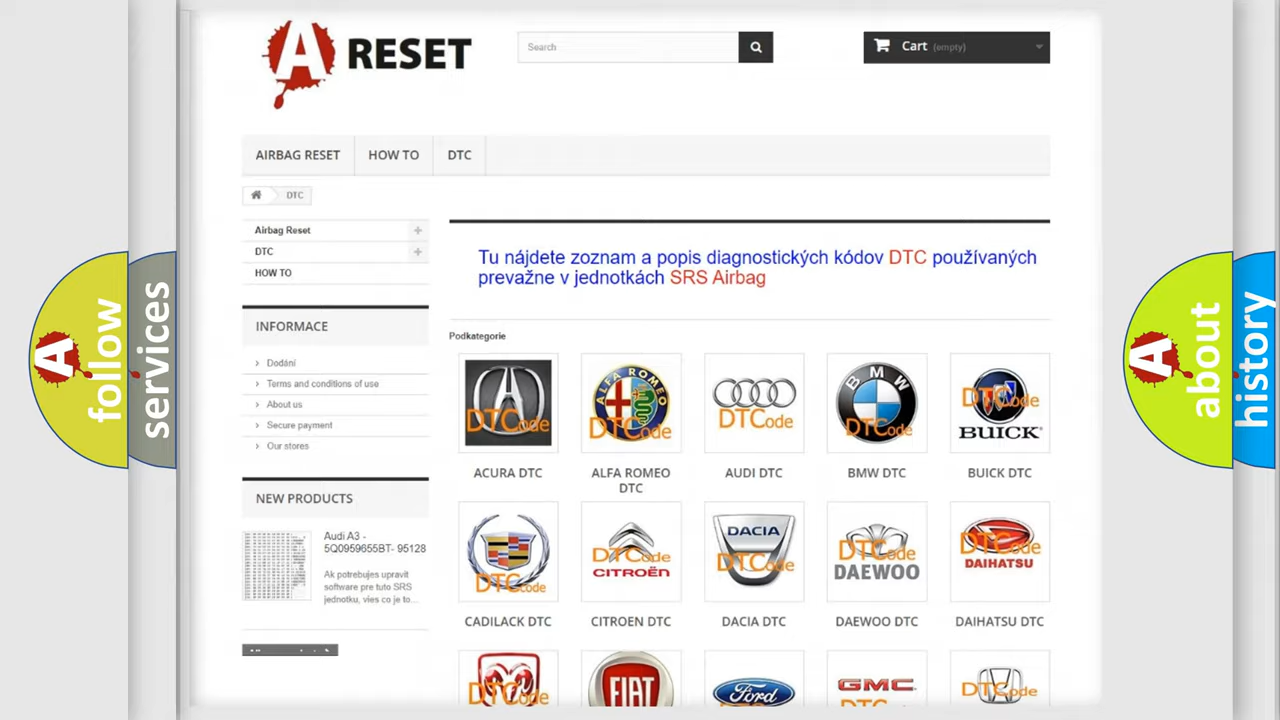 A RESET
Search
Cart (empty)
AIRBAG RESET
HOW TO
DTC
DTC
Airbag Reset
DTC
HOW TO
Tu nájdete zoznam a popis diagnostických kódov DTC používaných
prevažne v jednotkách SRS Airbag
INFORMACE
Dodání
Terms and conditions of use
About us
Secure payment
Our stores
NEW PRODUCTS
Audi A3 -
5Q0959655BT- 95128
Ak potrebujes upravit
software pre tuto SRS
jednotku, vies co je to...
Podkategorie
DTCode
ALFA ROMEO
DTCode
DTCode
BMW
DTCode
DTCode
BUICK
ACURA DTC
ALFA ROMEO
DTC
AUDI DTC
BMW DTC
BUICK DTC
DTCode
DTCode
CITROËN
DACIA
DTCode
DTCode
DAEWOO
DTCode
DAIHATSU
CADILACK DTC
CITROEN DTC
DACIA DTC
DAEWOO DTC
DAIHATSU DTC
DTCode
FIAT
Ford
GMC
DTCode
A follow
services
A about
history